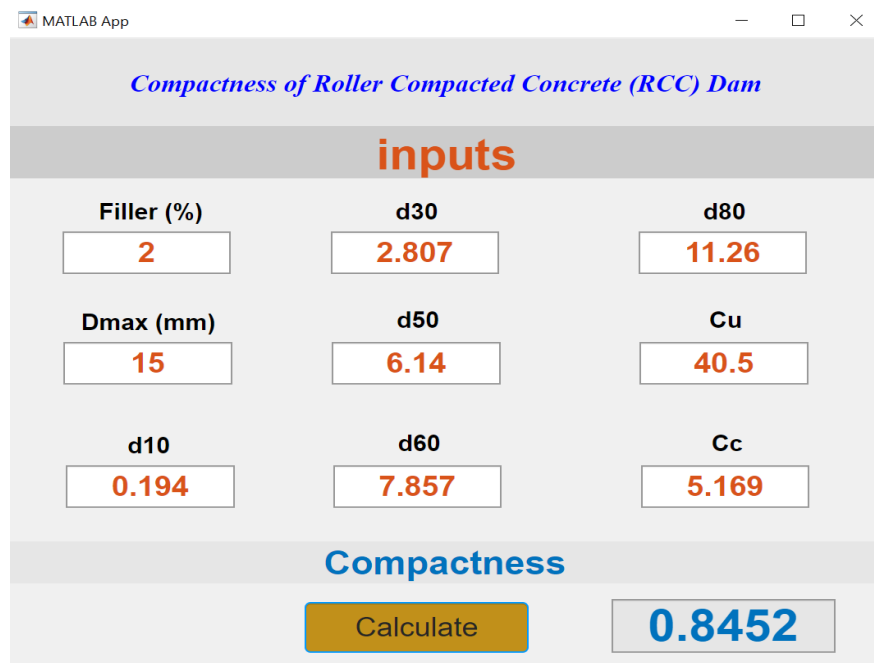 MATLAB App
Compactness of Roller Compacted Concrete (RCC) Dam
inputs
Filler (%) d30 d80
2 2.807 11.26
Dmax (mm) d50 Cu
15 6.14 40.5
d10 d60 Cc
0.194 7.857 5.169
Compactness
Calculate 0.8452